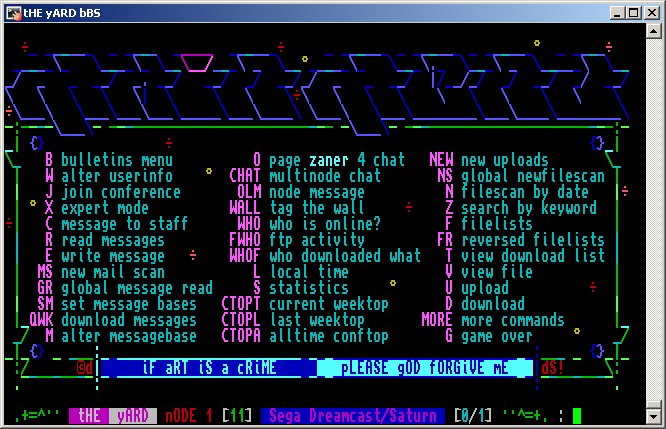 tHE yARD bBS
B bulletins menu O page zaner 4 chat NEW new uploads
W alter userinfo CHAT multinode chat NS global newfilescan
J join conference OLM node message N filescan by date
X expert mode WALL tag the wall Z search by keyword
C message to staff WHO who is online? F filelists
R read messages FWHO ftp activity FR reversed filelists
E write message WHOF who downloaded what T view download list
MS new mail scan L local time V view file
GR global message read S statistics U upload
SM set message bases CTOPT current weektop D download
QWK download messages CTOPL last weektop MORE more commands
M alter messagebase CTOPA alltime conftop G game over
@d iF aRT iS a cRiME pLEASE gOD fORGiVE mE dS!
.+=^'' tHE yARD nODE 1 [11] Sega Dreamcast/Saturn [0/1] ''^=+. :